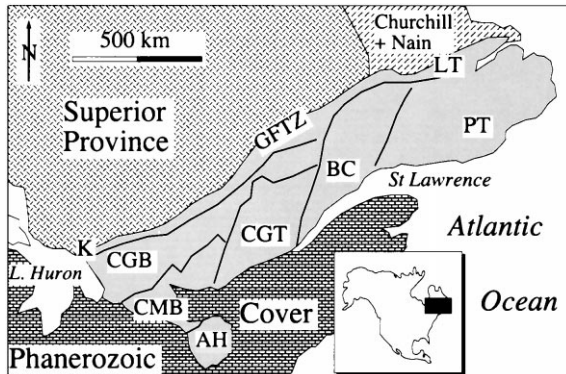 Churchill
+ Nain
N
500 km
LT
Superior
Province
GFTZ
PT
BC
St Lawrence
K
CGB
CGT
Atlantic
L. Huron
CMB
Cover
Ocean
AH
Phanerozoic